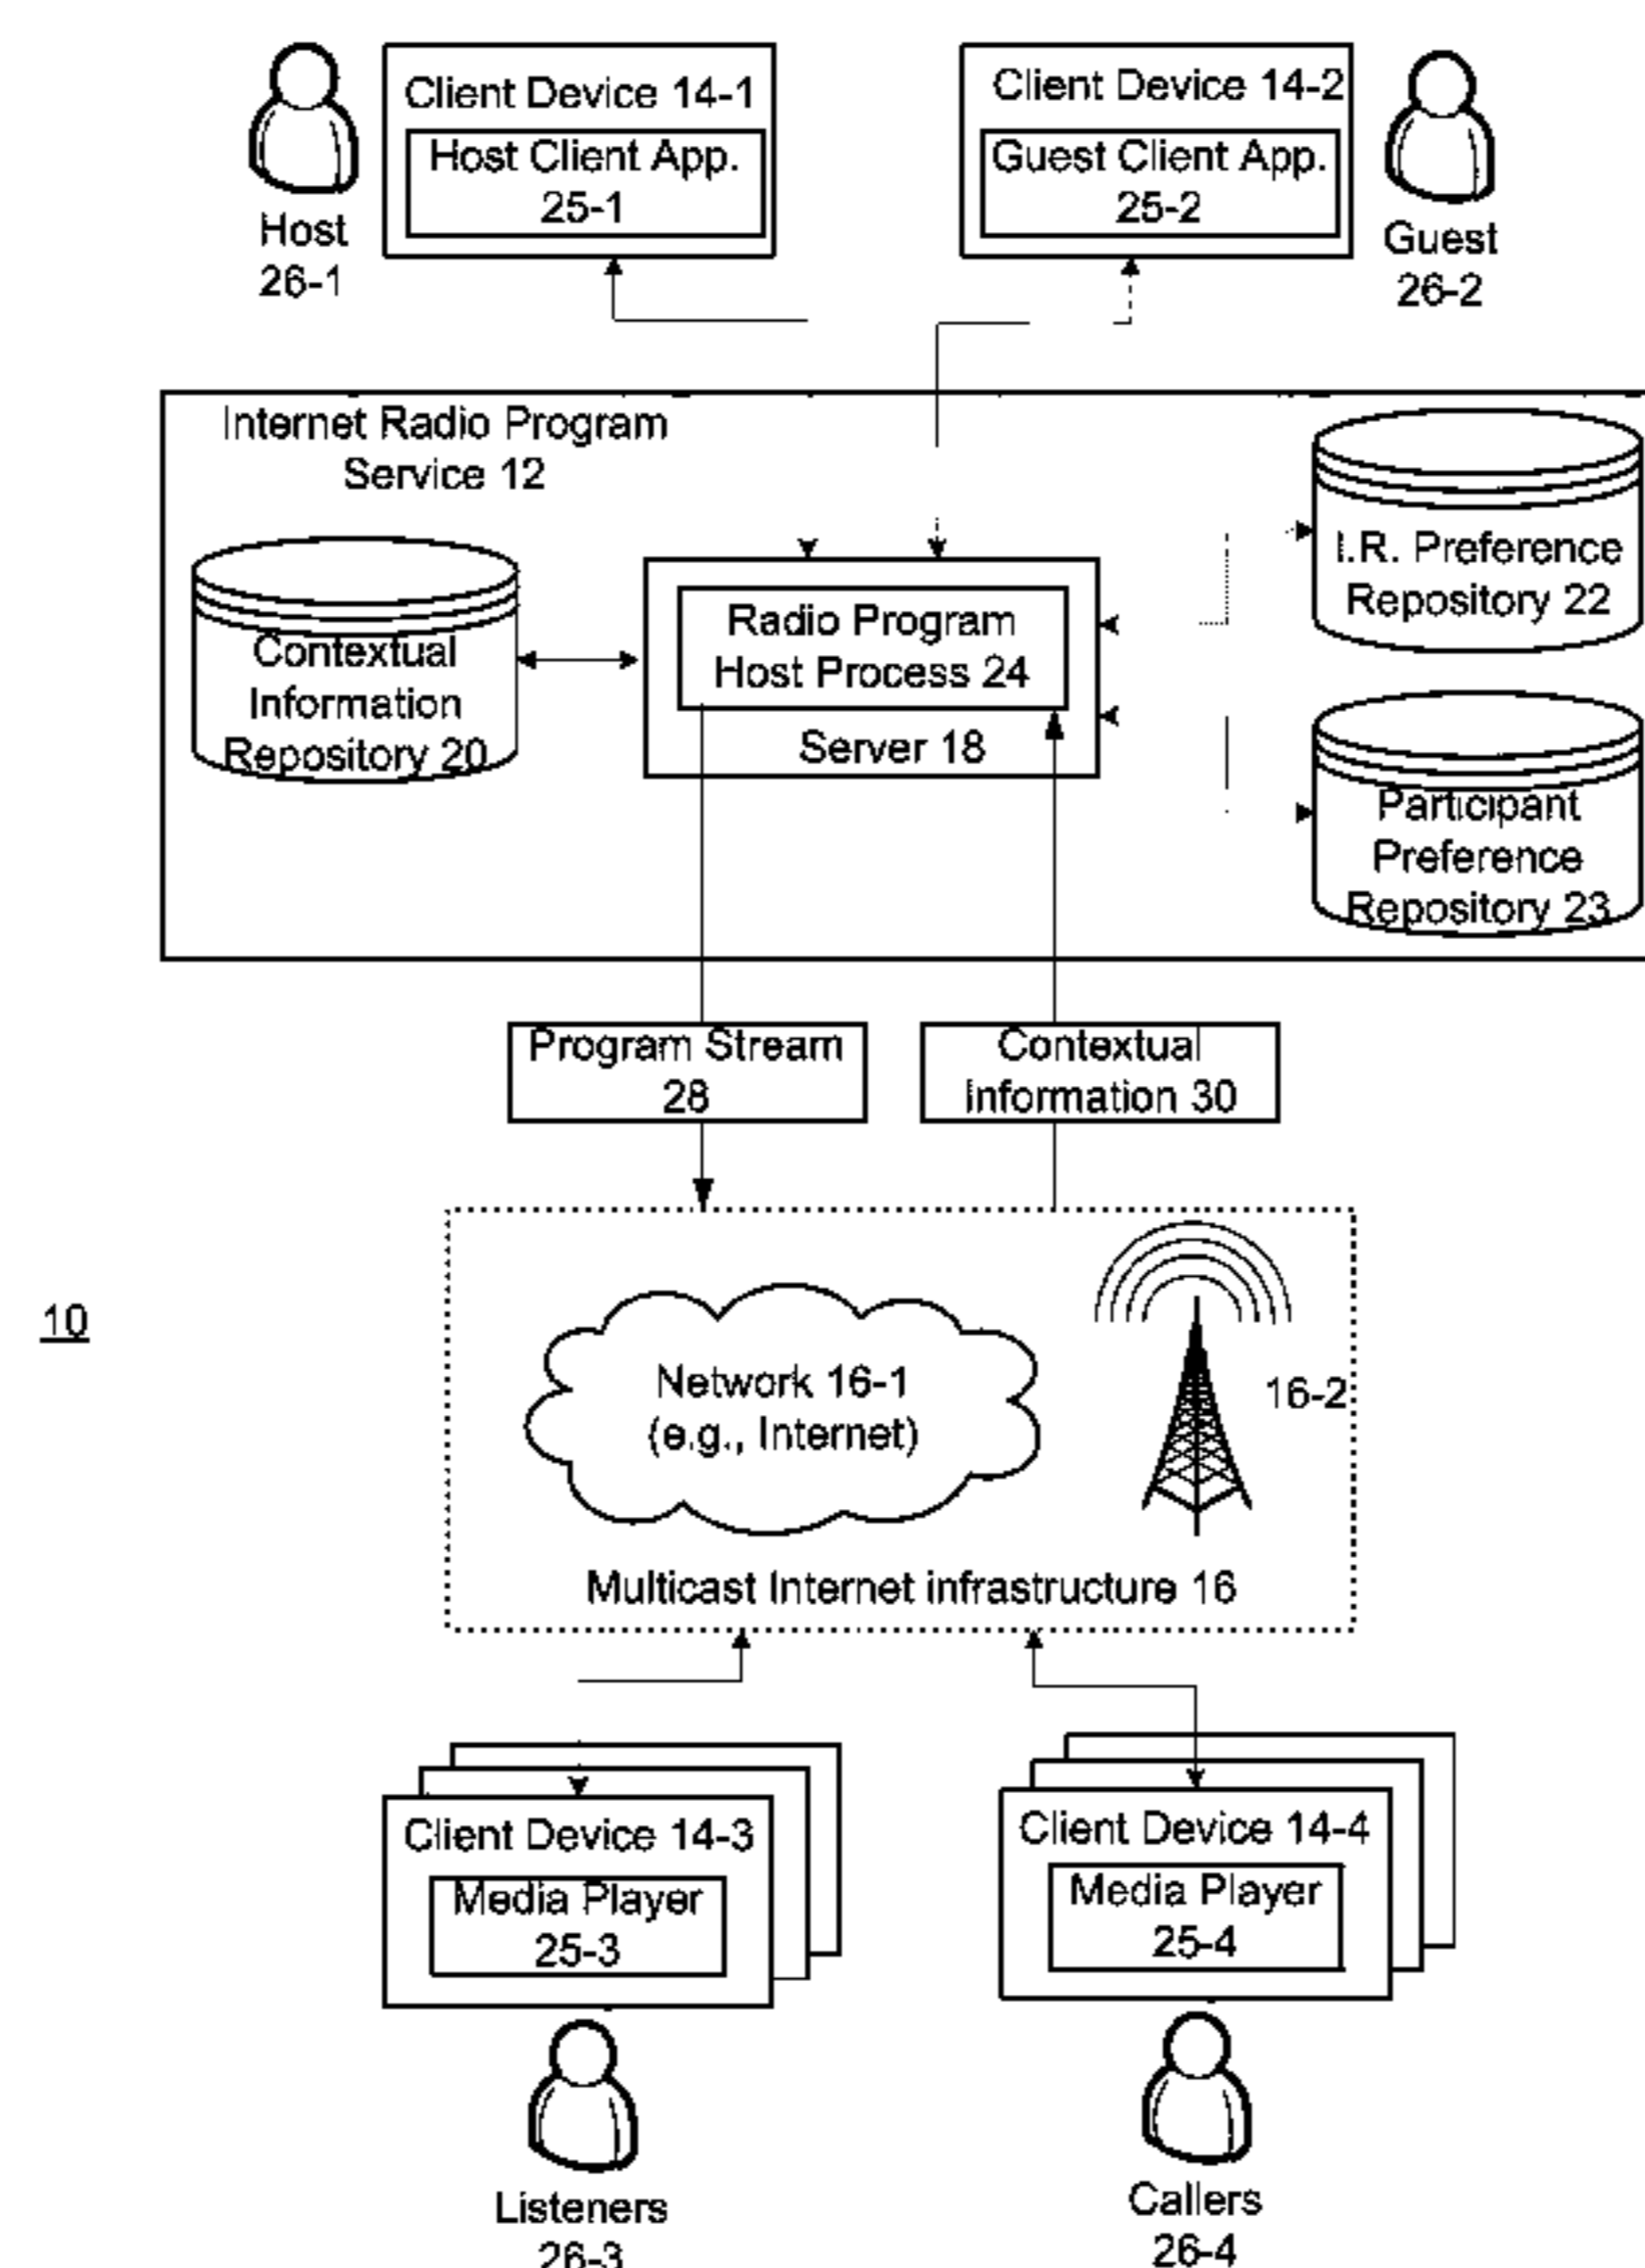 Client Device 14-1
Host Client App.
25-1
Host
26-1
Client Device 14-2
Guest Client App.
25-2
Guest
26-2
Internet Radio Program
Service 12
Contextual
Information
Repository 20
Radio Program
Host Process 24
Server 18
I.R. Preference
Repository 22
Participant
Preference
Repository 23
Program Stream
28
Contextual
Information 30
10
Network 16-1
(e.g., Internet)
16-2
Multicast Internet infrastructure 16
Client Device 14-3
Media Player
25-3
Client Device 14-4
Media Player
25-4
Listeners
26-3
Callers
26-4